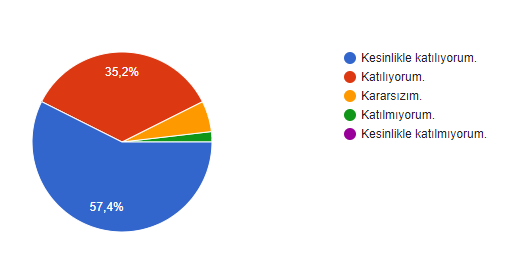 35,2%
57,4%
Kesinlikle katılıyorum.
Katılıyorum.
Kararsızım.
Katılmıyorum.
Kesinlikle katılmıyorum.